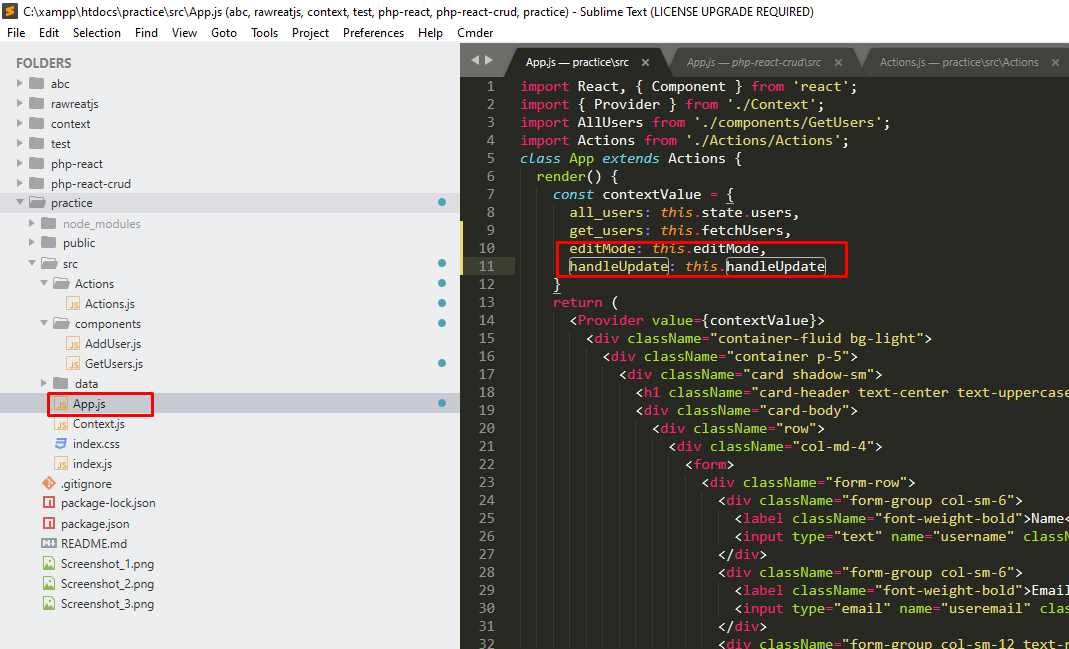 C:\xampp\htdocs\practice\src\App.js (abc, rawreatjs, context, test, php-react, php-react-crud, practice) - Sublime Text (LICENSE UPGRADE REQUIRED)
File Edit Selection Find View Goto Tools Project Preferences Help Cmder
FOLDERS
abc
rawreatjs
context
test
php-react
php-react-crud
practice
node_modules
public
src
Actions
JS Actions.js
components
JS AddUser.js
JS GetUsers.js
data
JS App.js
JS Context.js
index.css
JS index.js
.gitignore
package-lock.json
package.json
README.md
Screenshot_1.png
Screenshot_2.png
Screenshot_3.png
App.js — practice\src × App.js — php-react-crud\src × Actions.js — practice\src\Actions ×
1 import React, { Component } from 'react';
2 import { Provider } from './Context';
3 import AllUsers from './components/GetUsers';
4 import Actions from './Actions/Actions';
5 class App extends Actions {
6 render() {
7 const contextValue = {
8 all_users: this.state.users,
9 get_users: this.fetchUsers,
10 editMode: this.editMode,
11 handleUpdate: this.handleUpdate
12 }
13 return (
14 <Provider value={contextValue}>
15 <div className="container-fluid bg-light">
16 <div className="container p-5">
17 <div className="card shadow-sm">
18 <h1 className="card-header text-center text-uppercase
19 <div className="card-body">
20 <div className="row">
21 <div className="col-md-4">
22 <form>
23 <div className="form-row">
24 <div className="form-group col-sm-6">
25 <label className="font-weight-bold">Name<
26 <input type="text" name="username" classN
27 </div>
28 <div className="form-group col-sm-6">
29 <label className="font-weight-bold">Email
30 <input type="email" name="useremail" clas
31 </div>
32 <div className="form-group col-sm-12 text-r